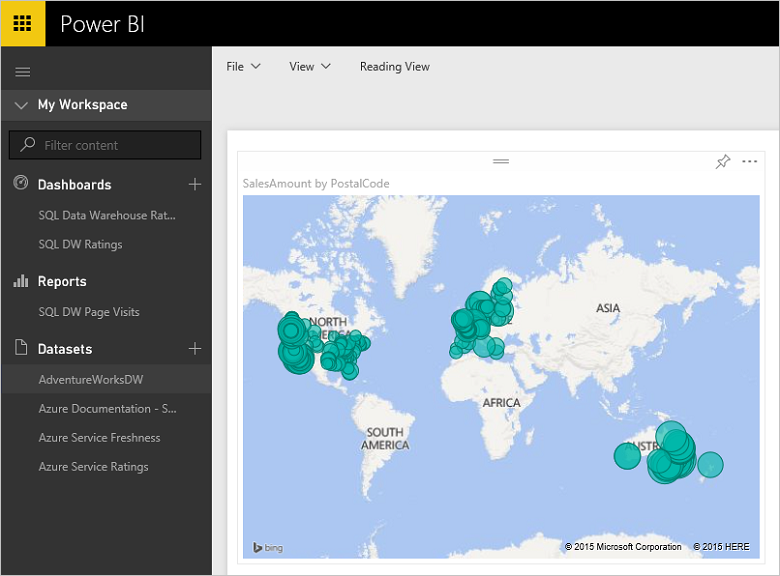 Power BI
File View Reading View
My Workspace
Filter content
Dashboards
SQL Data Warehouse Rat...
SQL DW Ratings
Reports
SQL DW Page Visits
Datasets
AdventureWorksDW
Azure Documentation - S...
Azure Service Freshness
Azure Service Ratings
SalesAmount by PostalCode
NORTH
ASIA
AFRICA
SOUTH
AMERICA
bing
© 2015 Microsoft Corporation © 2015 HERE